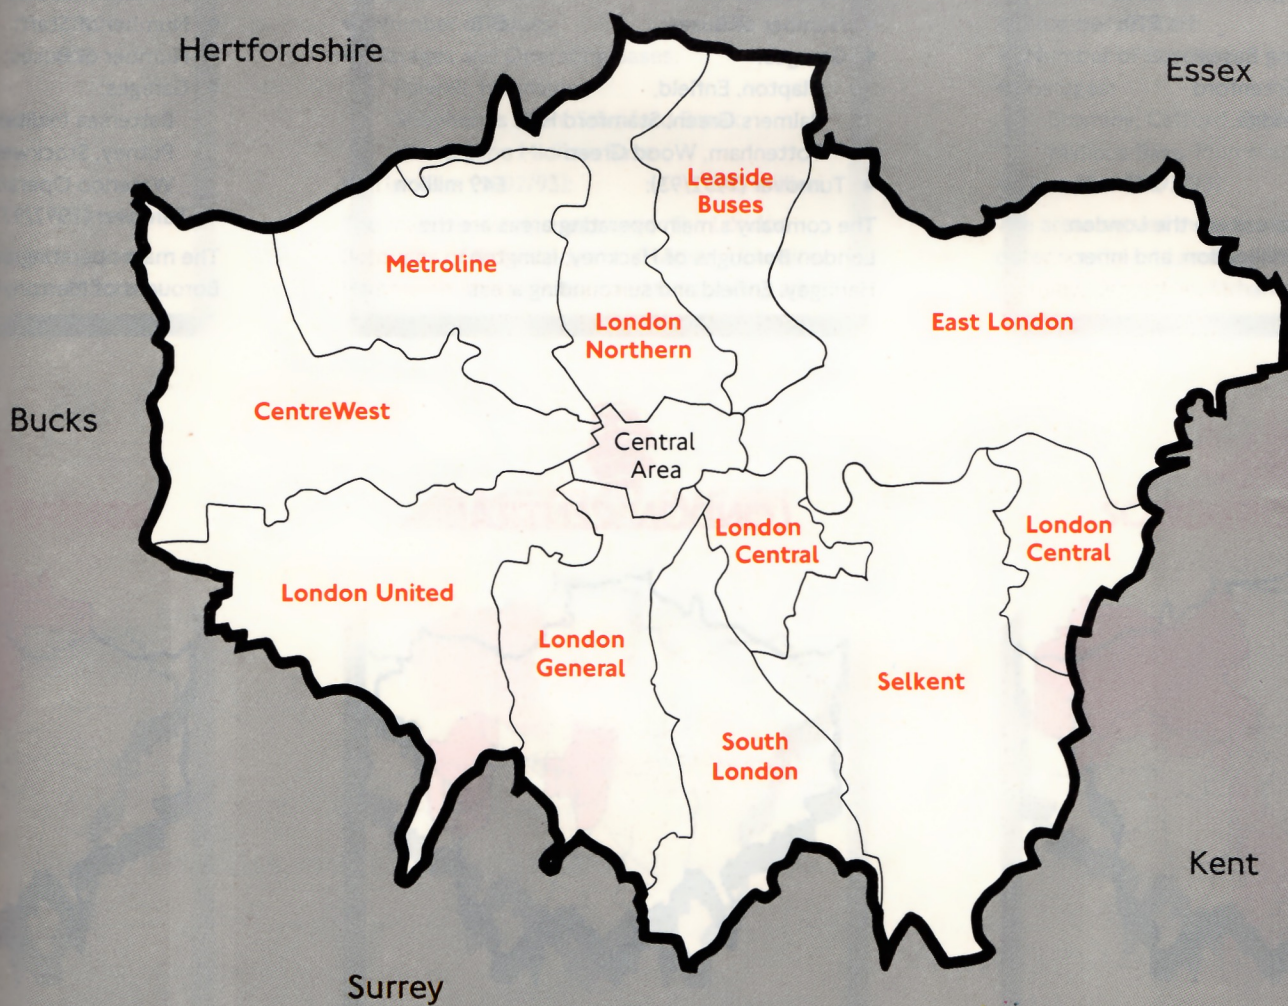 Hertfordshire
Essex
Leaside
Buses
Metroline
London
Northern
East London
CentreWest
Bucks
Central
Area
London
Central
London
Central
London United
London
General
Selkent
South
London
Kent
Surrey